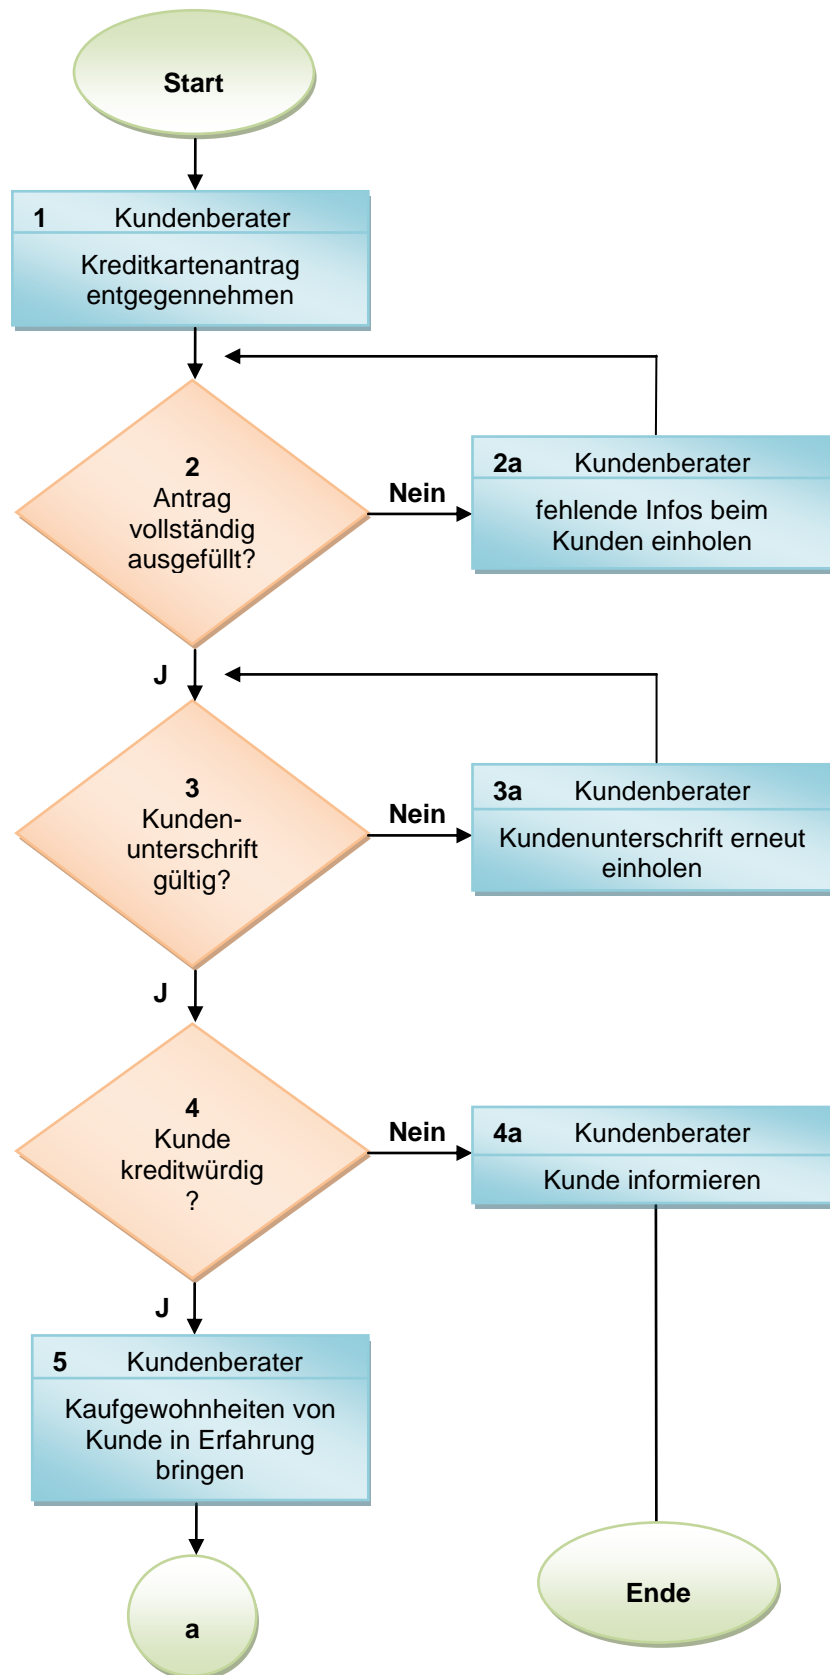 Start
1 Kundenberater
Kreditkartenantrag
entgegennehmen
2
Antrag
vollständig
ausgefüllt?
Nein
2a Kundenberater
fehlende Infos beim
Kunden einholen
J
3
Kunden-
unterschrift
gültig?
Nein
3a Kundenberater
Kundenunterschrift erneut
einholen
J
4
Kunde
kreditwürdig
?
Nein
4a Kundenberater
Kunde informieren
J
5 Kundenberater
Kaufgewohnheiten von
Kunde in Erfahrung
bringen
a
Ende